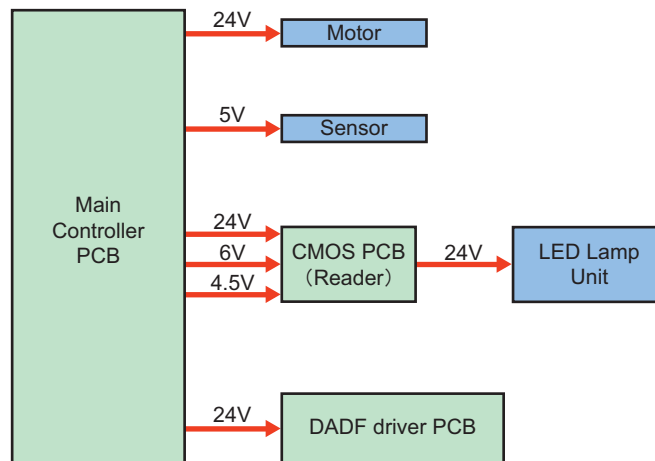 24V
Motor
5V
Sensor
Main
Controller
PCB
24V
6V
4.5V
CMOS PCB
（Reader）
24V
LED Lamp
Unit
24V
DADF driver PCB